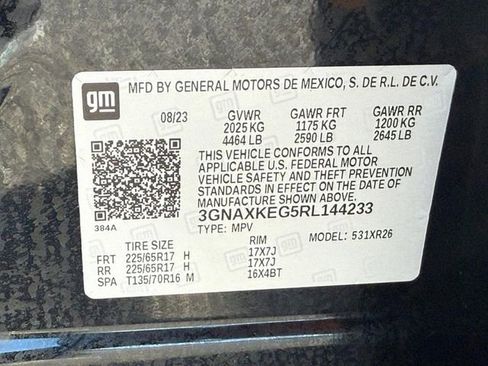 gm
MFD BY GENERAL MOTORS DE MEXICO, S. DE R.L. DE C.V.
08/23 GVWR GAWR FRT GAWR RR
2025 KG 1175 KG 1200 KG
4464 LB 2590 LB 2645 LB
THIS VEHICLE CONFORMS TO ALL
APPLICABLE U.S. FEDERAL MOTOR
VEHICLE SAFETY AND THEFT PREVENTION
STANDARDS IN EFFECT ON THE DATE OF
MANUFACTURE SHOWN ABOVE.
384A 3GNAXKEG5RL144233
TYPE: MPV MODEL: 531XR26
TIRE SIZE RIM
FRT 225/65R17 H 17X7J
RR 225/65R17 H 17X7J
SPA T135/70R16 M 16X4BT